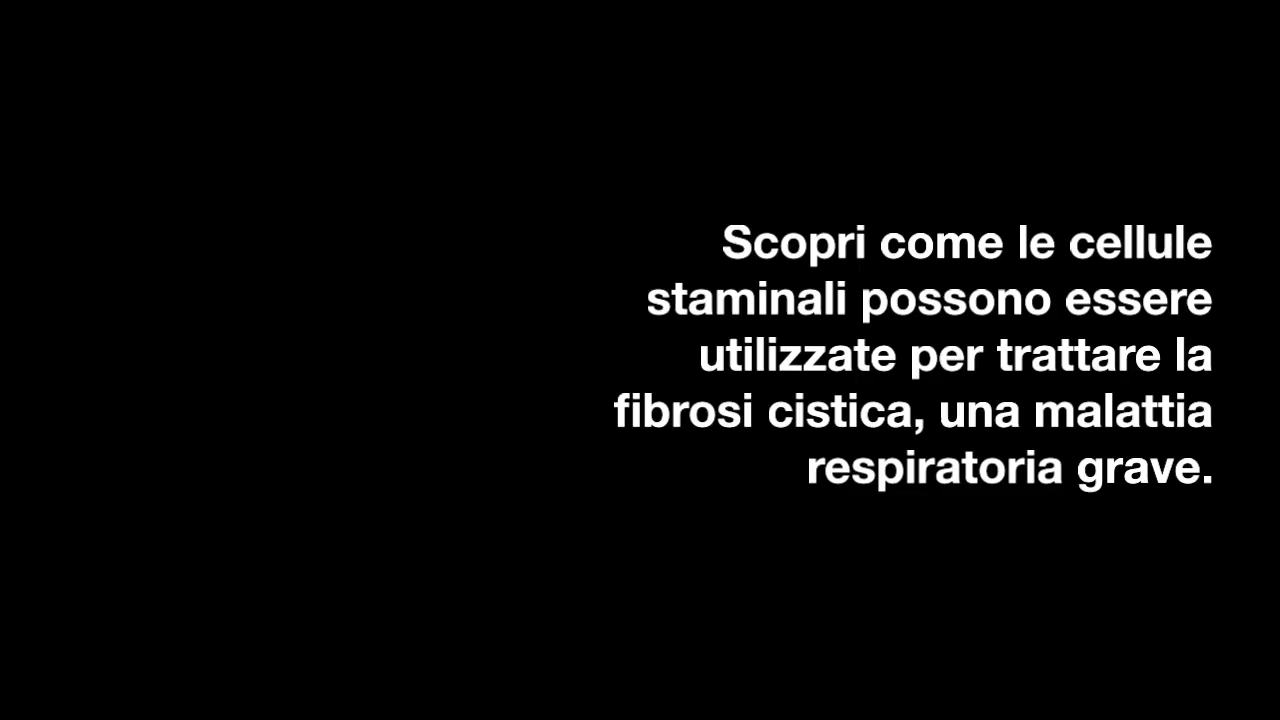 Scopri come le cellule
staminali possono essere
utilizzate per trattare la
fibrosi cistica, una malattia
respiratoria grave.